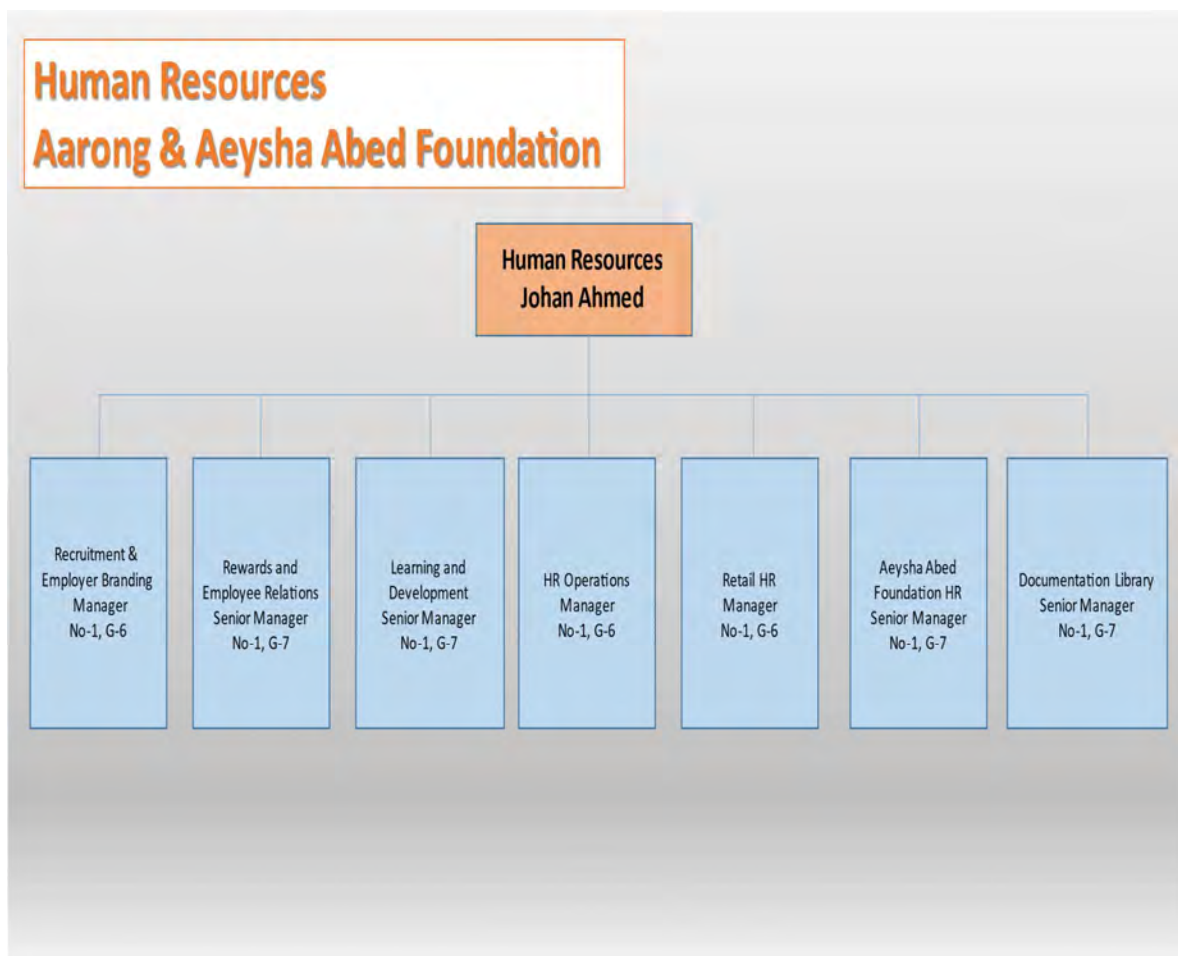 Human Resources
Aarong & Aeysha Abed Foundation
Human Resources
Johan Ahmed
Recruitment &
Employer Branding
Manager
No-1, G-6
Rewards and
Employee Relations
Senior Manager
No-1, G-7
Learning and
Development
Senior Manager
No-1, G-7
HR Operations
Manager
No-1, G-6
Retail HR
Manager
No-1, G-6
Aeysha Abed
Foundation HR
Senior Manager
No-1, G-7
Documentation Library
Senior Manager
No-1, G-7